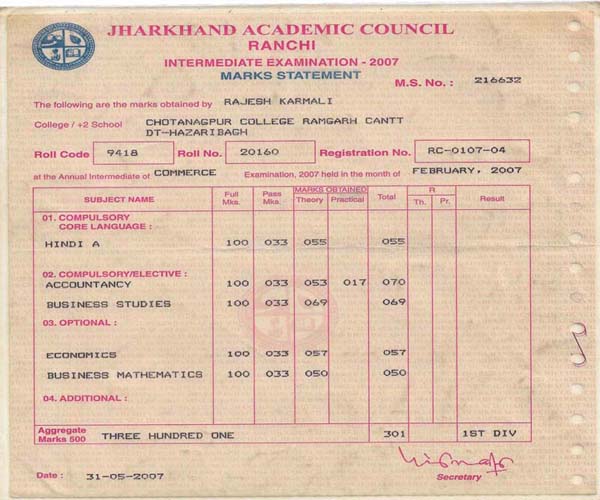 JHARKHAND ACADEMIC COUNCIL
RANCHI
INTERMEDIATE EXAMINATION - 2007
MARKS STATEMENT
M.S. No. : 216632
The following are the marks obtained by RAJESH KARMALI
College / +2 School CHOTANAGPUR COLLEGE RAMGARH CANTT
DT-HAZARIBAGH
Roll Code 9418 Roll No. 20160 Registration No. RC-0107-04
at the Annual Intermediate of COMMERCE Examination, 2007 held in the month of FEBRUARY, 2007
SUBJECT NAME Full Mks. Pass Mks. MARKS OBTAINED Theory Practical Total R Th. Pr. Result
01. COMPULSORY
CORE LANGUAGE :
HINDI A 100 033 055 055
02. COMPULSORY/ELECTIVE :
ACCOUNTANCY 100 033 053 017 070
BUSINESS STUDIES 100 033 069 069
03. OPTIONAL :
ECONOMICS 100 033 057 057
BUSINESS MATHEMATICS 100 033 050 050
04. ADDITIONAL :
Aggregate
Marks 500 THREE HUNDRED ONE 301 1ST DIV
Date : 31-05-2007
Secretary